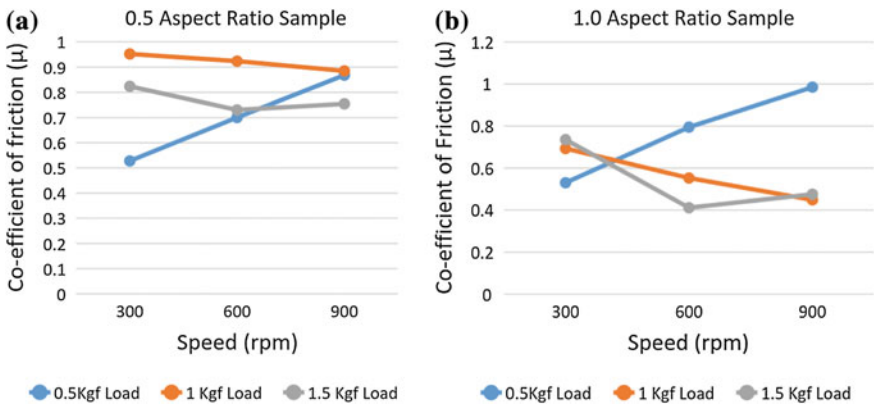 (a)
0.5 Aspect Ratio Sample
Co-efficient of friction (μ)
1
0.9
0.8
0.7
0.6
0.5
0.4
0.3
0.2
0.1
0
300 600 900
Speed (rpm)
0.5Kgf Load 1 Kgf Load 1.5 Kgf Load
(b)
1.0 Aspect Ratio Sample
Co-efficient of Friction (μ)
1.2
1
0.8
0.6
0.4
0.2
0
300 600 900
Speed (rpm)
0.5Kgf Load 1 Kgf Load 1.5 Kgf Load